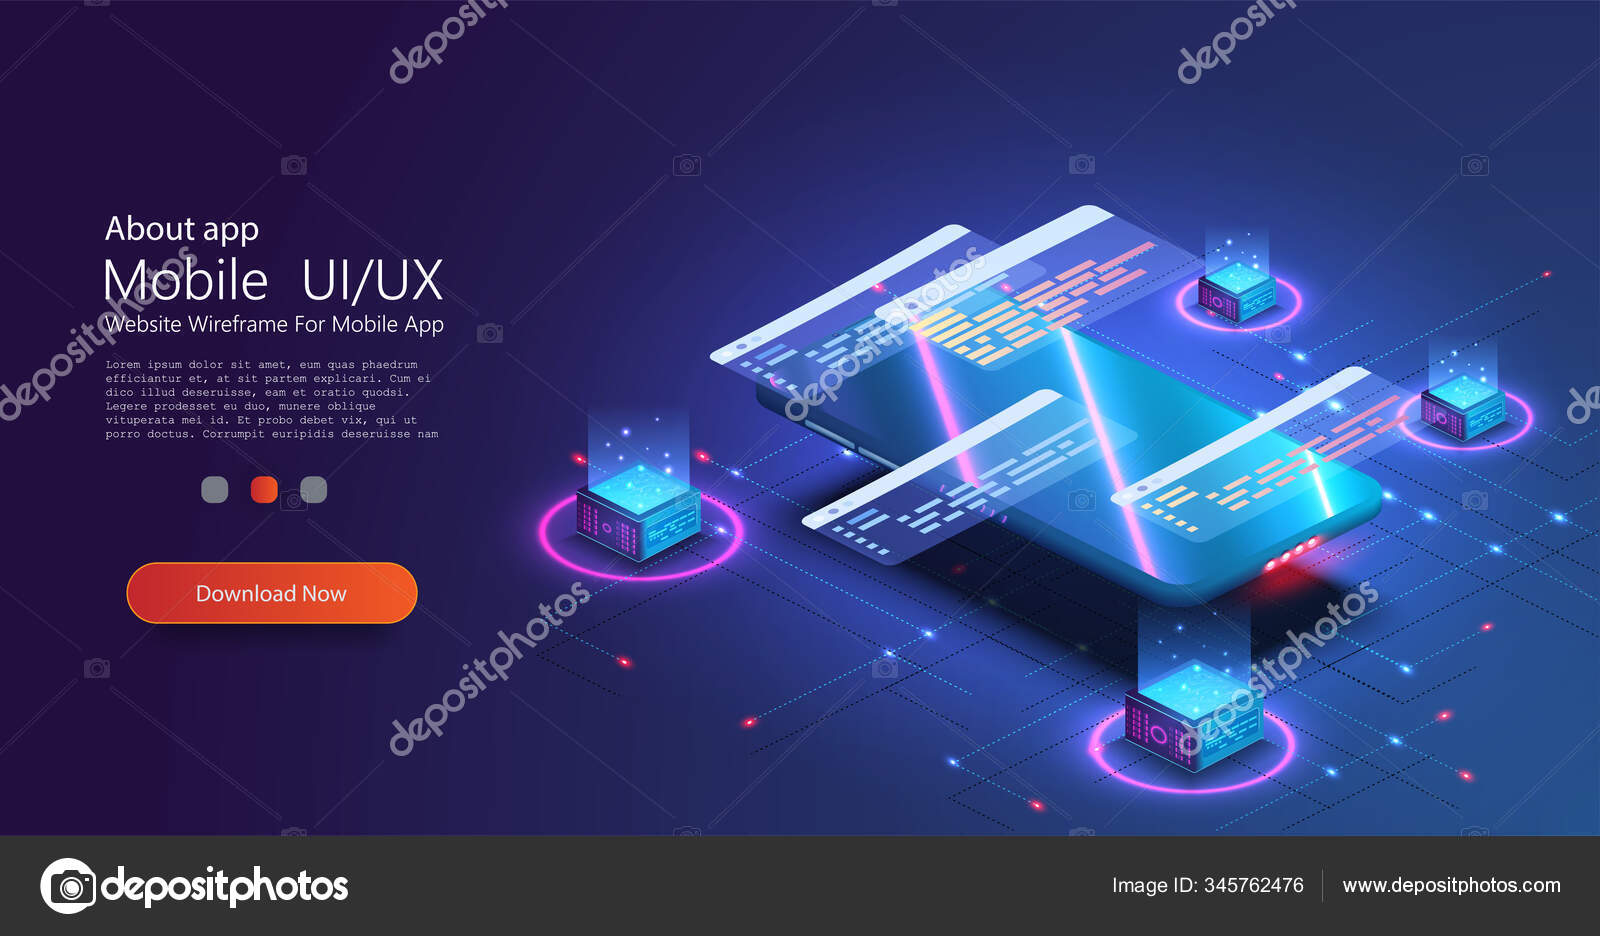 About app
Mobile UI/UX
Website Wireframe For Mobile App
Lorem ipsum dolor sit amet, eum quas phaedrum
efficiantur et mel, at sit partem explicari. Cum ei
dico illud deseruisse, eam et oratio quodsi.
Legere prodesset eu duo, munere oblique
vituperata mei id. Et probo debet vix, qui ut
porro doctus. Corrumpit euripidis deseruisse nam
Download Now
depositphotos
depositphotos
depositphotos
depositphotos
depositphotos
depositphotos
depositphotos
Image ID: 345762476
www.depositphotos.com